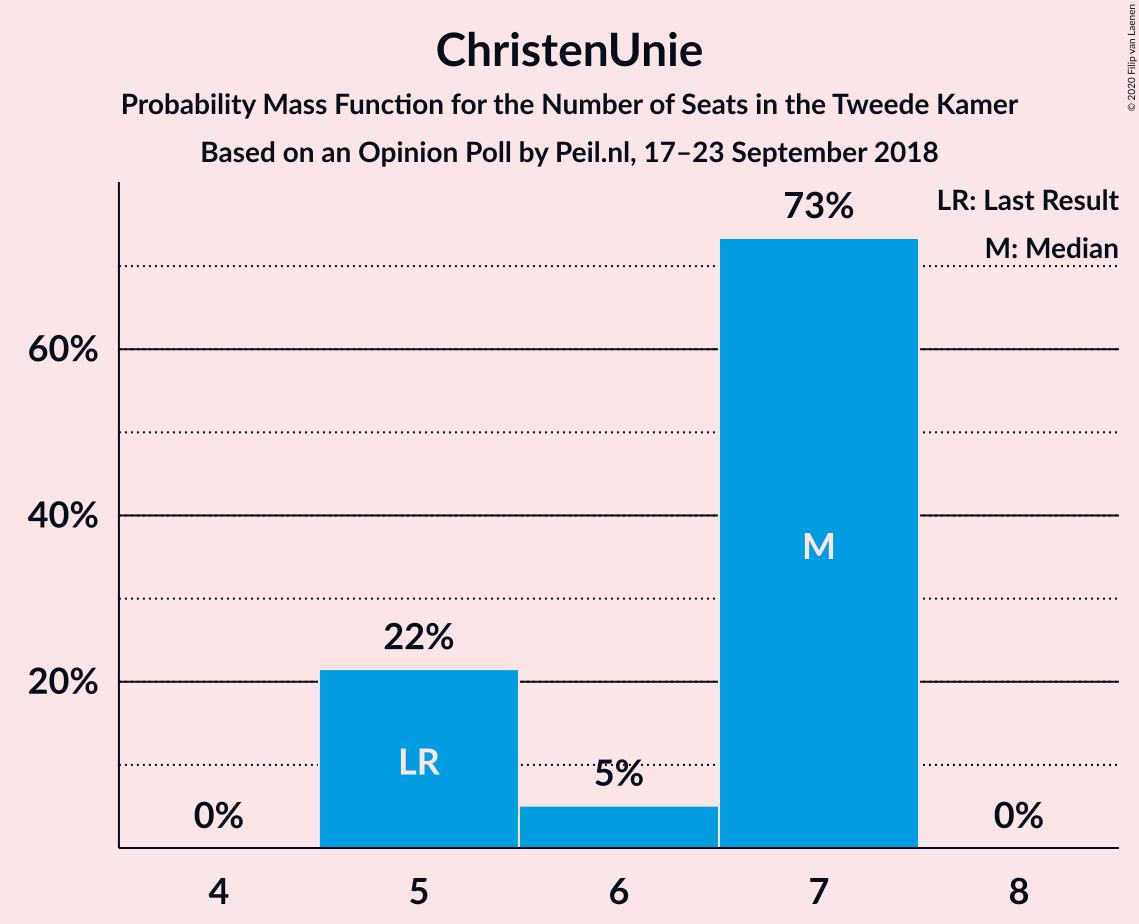 ChristenUnie
Probability Mass Function for the Number of Seats in the Tweede Kamer
Based on an Opinion Poll by Peil.nl, 17–23 September 2018
© 2020 Filip van Laenen
LR: Last Result
M: Median
73%
60%
40%
M
22%
20%
LR
5%
0%
0%
4
5
6
7
8